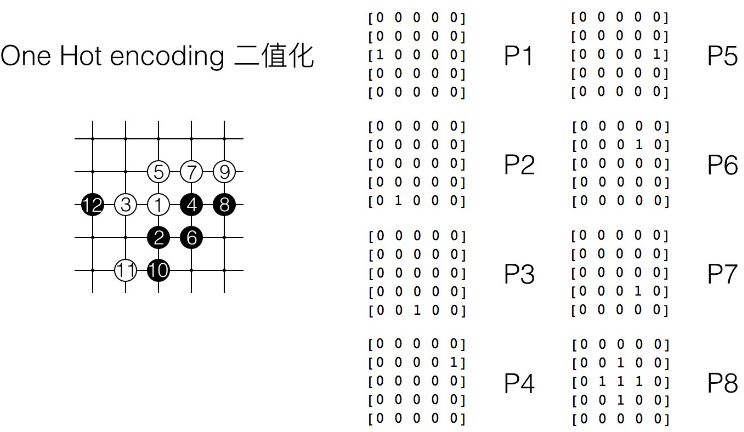 One Hot encoding 二值化
5 7 9
12 3 1 4 8
2 6
11 10
[0 0 0 0 0]
[0 0 0 0 0]
[1 0 0 0 0]
[0 0 0 0 0]
[0 0 0 0 0]
P1
[0 0 0 0 0]
[0 0 0 0 0]
[0 0 0 0 1]
[0 0 0 0 0]
[0 0 0 0 0]
P5
[0 0 0 0 0]
[0 0 0 0 0]
[0 0 0 0 0]
[0 0 0 0 0]
[0 1 0 0 0]
P2
[0 0 0 0 0]
[0 0 0 1 0]
[0 0 0 0 0]
[0 0 0 0 0]
[0 0 0 0 0]
P6
[0 0 0 0 0]
[0 0 0 0 0]
[0 0 0 0 0]
[0 0 0 0 0]
[0 0 1 0 0]
P3
[0 0 0 0 0]
[0 0 0 0 0]
[0 0 0 0 0]
[0 0 0 1 0]
[0 0 0 0 0]
P7
[0 0 0 0 0]
[0 0 0 0 1]
[0 0 0 0 0]
[0 0 0 0 0]
[0 0 0 0 0]
P4
[0 0 0 0 0]
[0 0 1 0 0]
[0 1 1 1 0]
[0 0 1 0 0]
[0 0 0 0 0]
P8